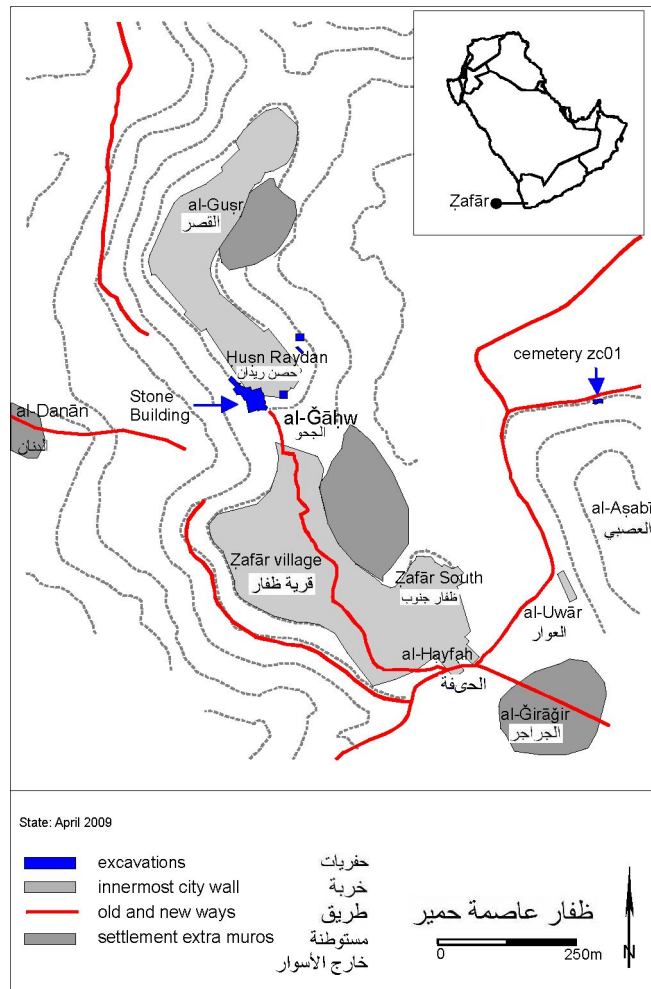 Ẓafār
al-Guṣr
القصر
cemetery zc01
Ḥusn Raydan
حصن ريدان
Stone
Building
al-Ǧāḥw
الجحو
al-Danān
الدنان
al-Aṣabī
العصبي
Ẓafār village
قرية ظفار
Ẓafār South
ظفار جنوب
al-Uwār
العوار
al-Ḥayfah
الحيفة
al-Ǧirāǧir
الجراجر
State: April 2009
excavations حفريات
innermost city wall خربة
old and new ways طريق
settlement extra muros مستوطنة
خارج الأسوار
ظفار عاصمة حمير
0 250m
N